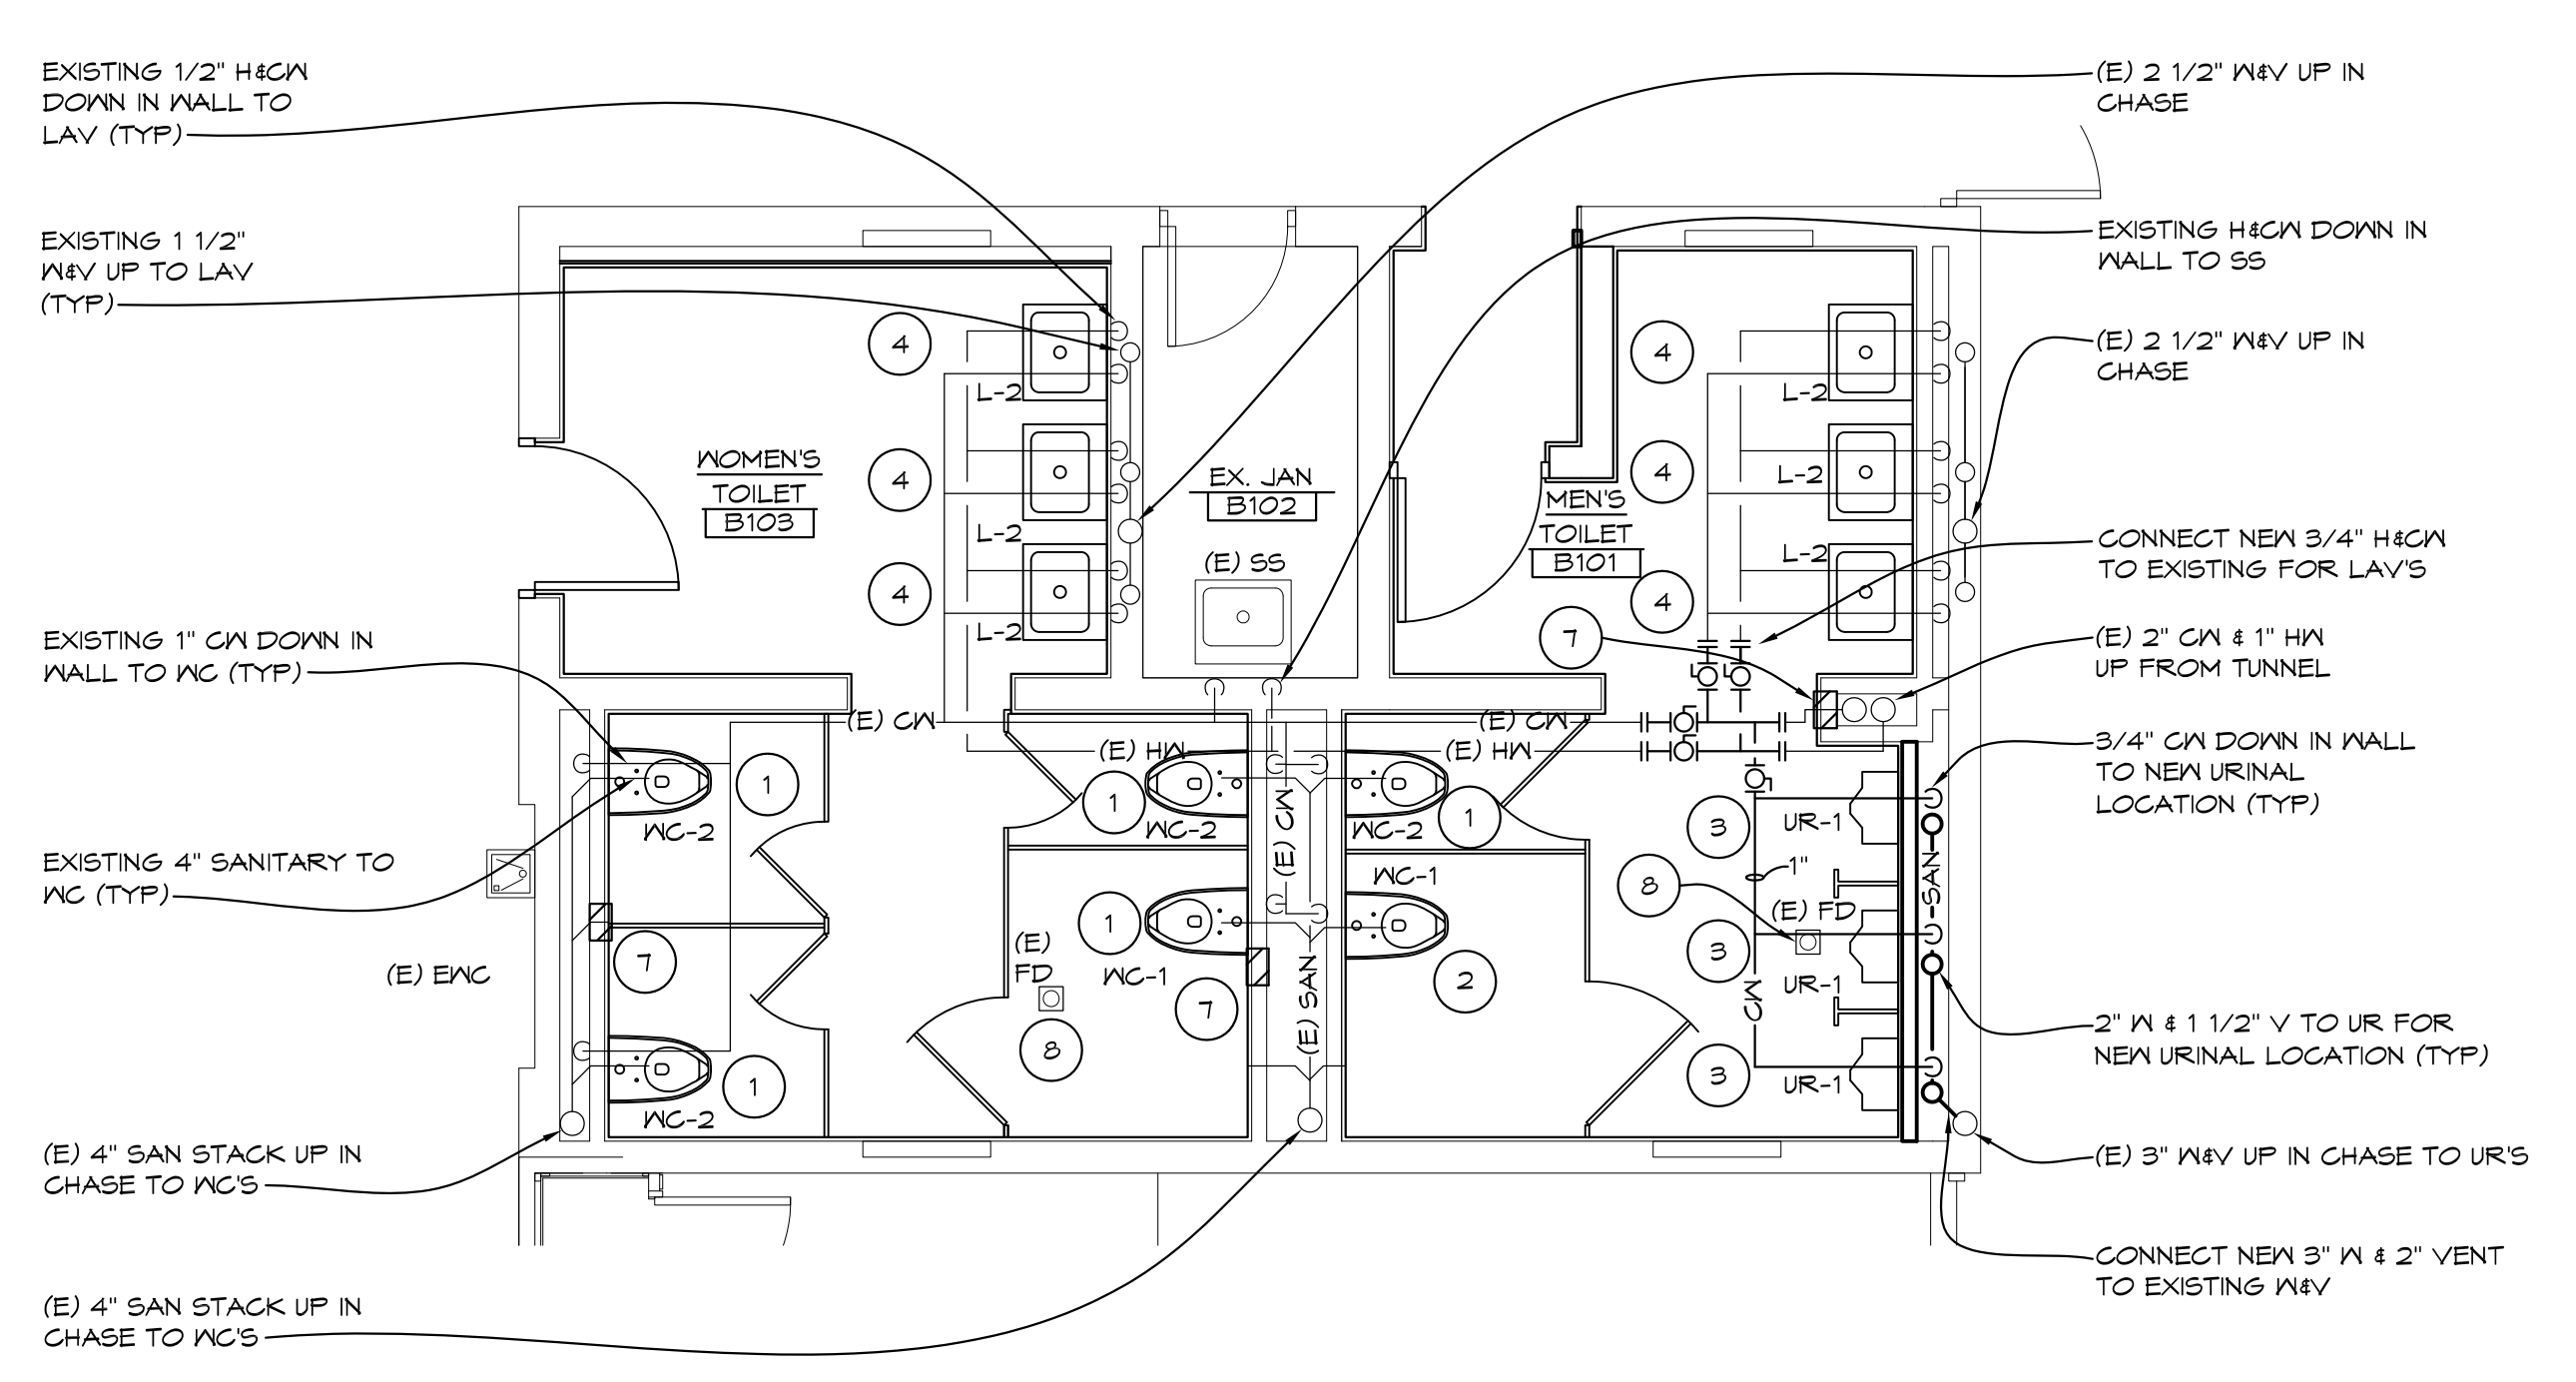 EXISTING 1/2" H&CW
DOWN IN WALL TO
LAV (TYP)
EXISTING 1 1/2"
W&V UP TO LAV
(TYP)
EXISTING 1" CW DOWN IN
WALL TO WC (TYP)
EXISTING 4" SANITARY TO
WC (TYP)
(E) EWC
(E) 4" SAN STACK UP IN
CHASE TO WC'S
(E) 4" SAN STACK UP IN
CHASE TO WC'S
4
L-2
4
L-2
4
L-2
WOMEN'S
TOILET
B103
EX. JAN
B102
(E) SS
MEN'S
TOILET
B101
4
L-2
4
L-2
4
L-2
7
(E) CW
(E) CW
(E) HW
(E) HW
1
WC-2
1
WC-2
WC-2
1
(E) CW
7
1
WC-1
7
(E)
FD
8
WC-1
2
(E) SAN
1
WC-2
3
UR-1
1"
8
(E) FD
3
UR-1
CW
3
UR-1
SAN
(E) 2 1/2" W&V UP IN
CHASE
EXISTING H&CW DOWN IN
WALL TO SS
(E) 2 1/2" W&V UP IN
CHASE
CONNECT NEW 3/4" H&CW
TO EXISTING FOR LAV'S
(E) 2" CW & 1" HW
UP FROM TUNNEL
3/4" CW DOWN IN WALL
TO NEW URINAL
LOCATION (TYP)
2" W & 1 1/2" V TO UR FOR
NEW URINAL LOCATION (TYP)
(E) 3" W&V UP IN CHASE TO UR'S
CONNECT NEW 3" W & 2" VENT
TO EXISTING W&V